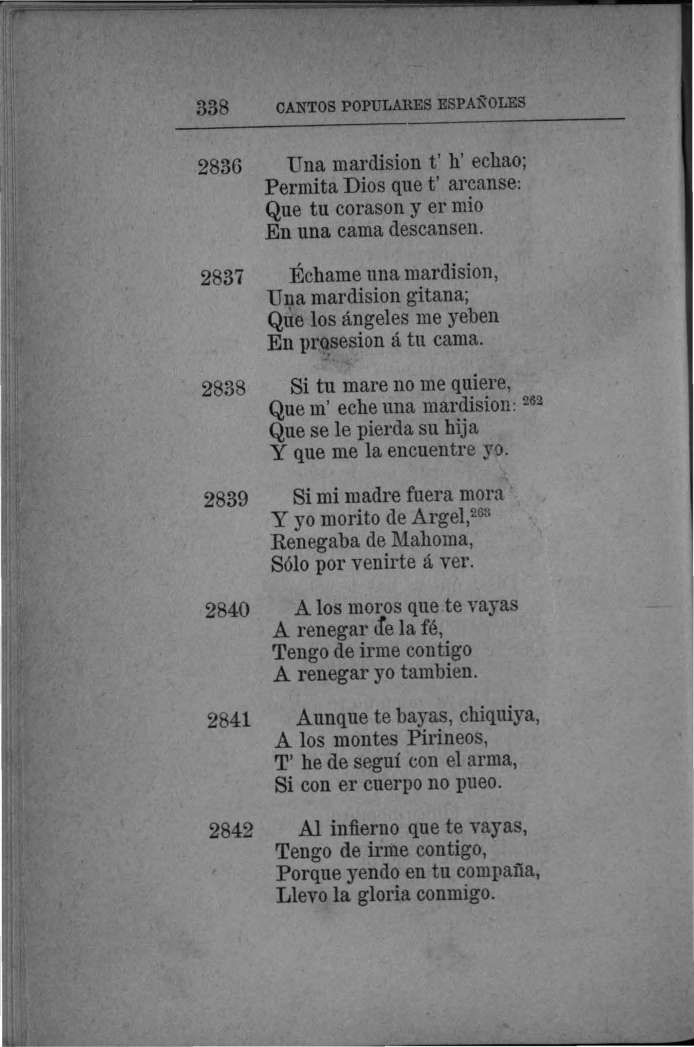 338 CANTOS POPULARES ESPAÑOLES
2836 Una mardision t' h' echao;
Permita Dios que t' arcanse:
Que tu corason y er mio
En una cama descansen.
2837 Échame una mardision,
Una mardision gitana;
Que los ángeles me yeben
En prosesion á tu cama.
2838 Si tu mare no me quiere,
Que m' eche una mardision: 262
Que se le pierda su hija
Y que me la encuentre yo.
2839 Si mi madre fuera mora
Y yo morito de Argel,263
Renegaba de Mahoma,
Sólo por venirte á ver.
2840 A los moros que te vayas
A renegar de la fé,
Tengo de irme contigo
A renegar yo tambien.
2841 Aunque te bayas, chiquiya,
A los montes Pirineos,
T' he de seguí con el arma,
Si con er cuerpo no pueo.
2842 Al infierno que te vayas,
Tengo de irme contigo,
Porque yendo en tu compaña,
Llevo la gloria conmigo.